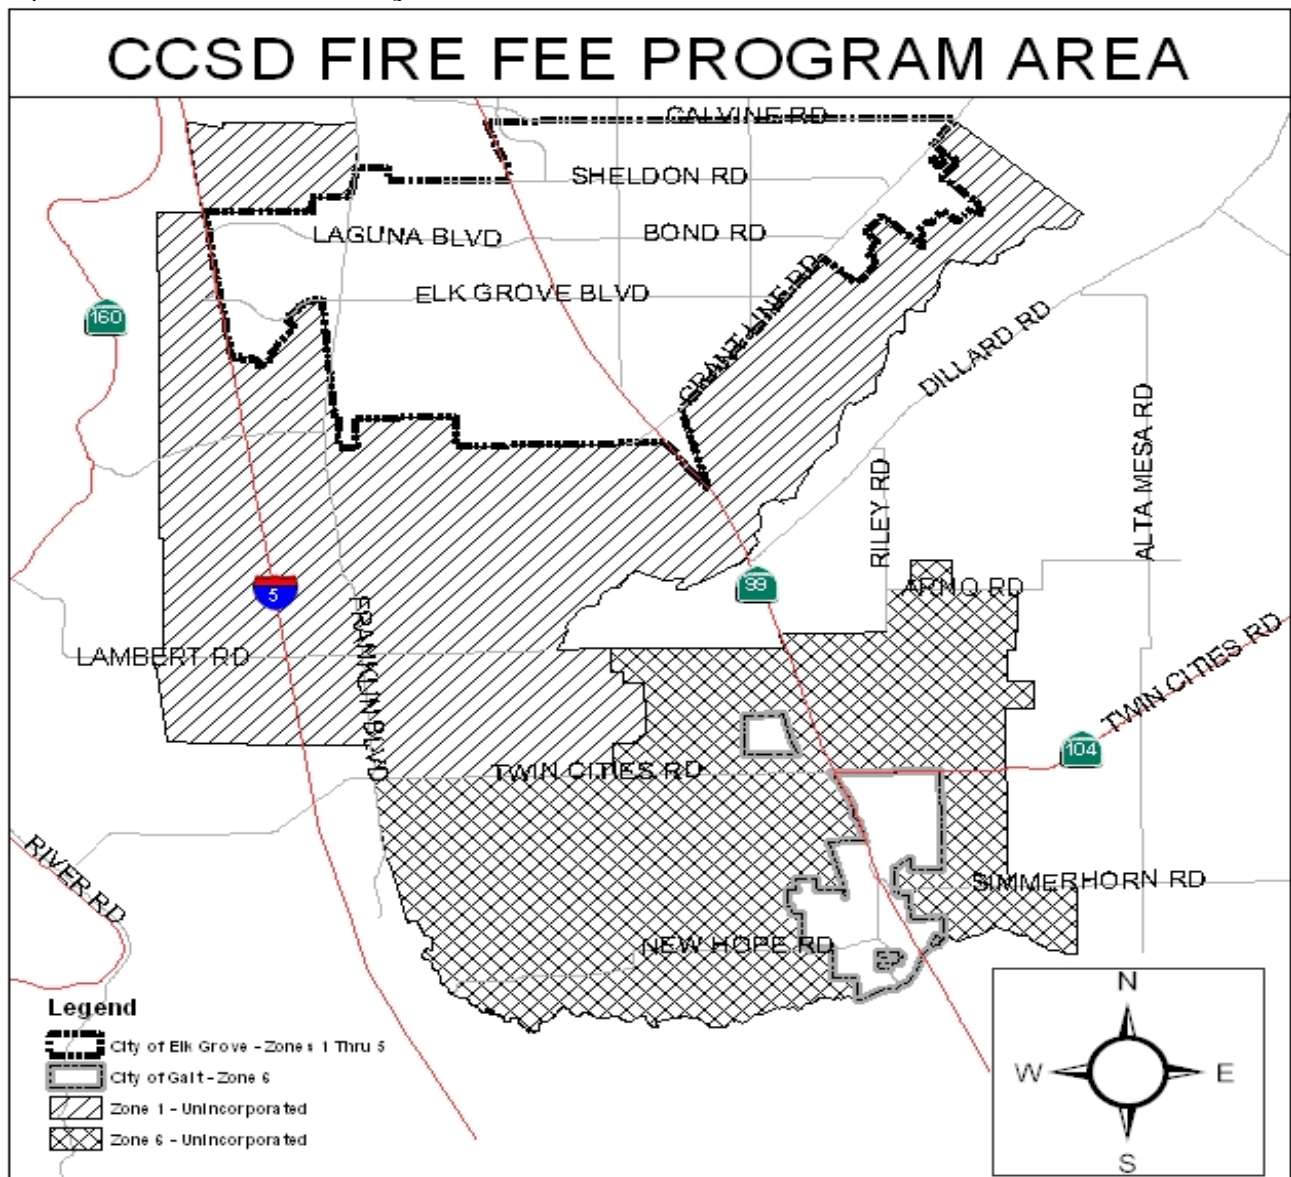 CCSD FIRE FEE PROGRAM AREA
CALVINE RD
SHELDON RD
LAGUNA BLVD
BOND RD
ELK GROVE BLVD
GRANT LINE RD
160
DILLARD RD
ALTA MESA RD
RILEY RD
99
5
ARNO RD
FRANKLIN BLVD
LAMBERT RD
TWIN CITIES RD
104
TWIN CITIES RD
RIVER RD
SIMMERHORN RD
NEW HOPE RD
Legend
City of Elk Grove - Zones 1 Thru 5
City of Galt - Zone 6
Zone 1 - Unincorporated
Zone 6 - Unincorporated
N
W E
S